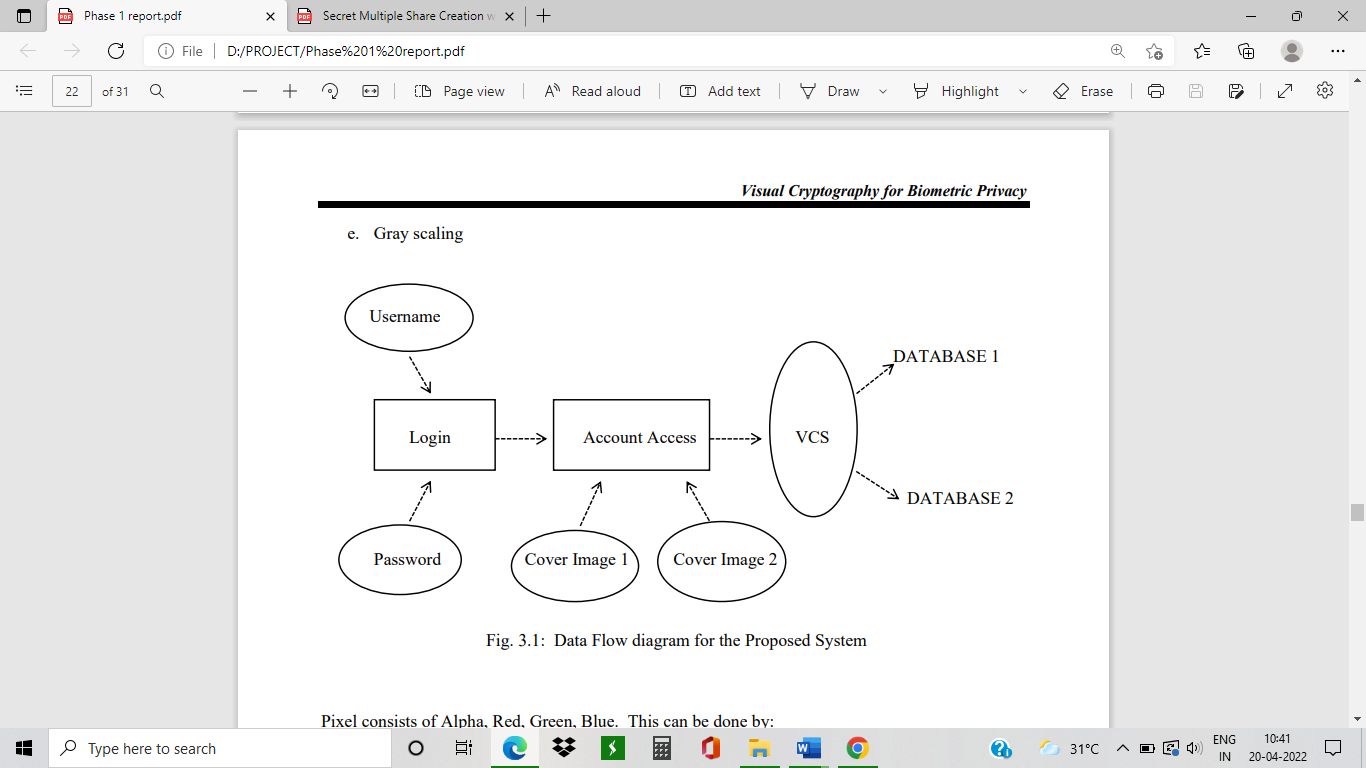 Phase 1 report.pdf
Secret Multiple Share Creation w
File D:/PROJECT/Phase%201%20report.pdf
22 of 31 Page view Read aloud Add text Draw Highlight Erase
Visual Cryptography for Biometric Privacy
e. Gray scaling
Username
DATABASE 1
Login Account Access VCS
DATABASE 2
Password Cover Image 1 Cover Image 2
Fig. 3.1: Data Flow diagram for the Proposed System
Pixel consists of Alpha, Red, Green, Blue. This can be done by:
Type here to search
31°C
ENG
IN
10:41
20-04-2022